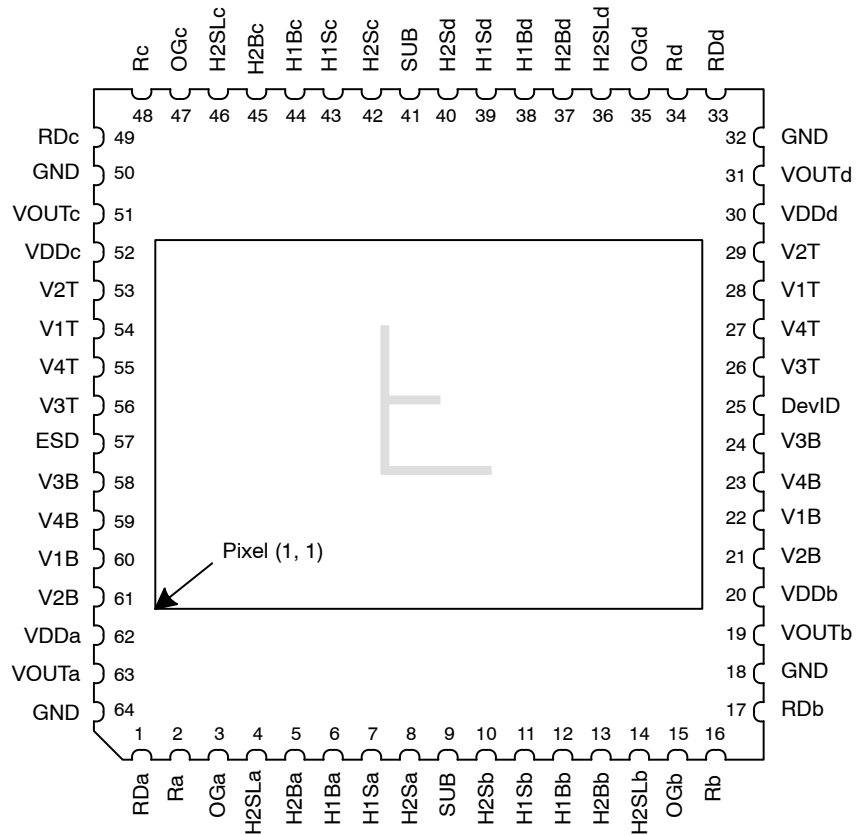 Rc OGc H2SLc H2Bc H1Bc H1Sc H2Sc SUB H2Sd H1Sd H1Bd H2Bd H2SLd OGd Rd RDd
48 47 46 45 44 43 42 41 40 39 38 37 36 35 34 33
RDc 49 32 GND
GND 50 31 VOUTd
VOUTc 51 30 VDDd
VDDc 52 29 V2T
V2T 53 28 V1T
V1T 54 27 V4T
V4T 55 26 V3T
V3T 56 25 DevID
ESD 57 24 V3B
V3B 58 23 V4B
V4B 59 22 V1B
V1B 60 21 V2B
Pixel (1, 1)
V2B 61 20 VDDb
VDDa 62 19 VOUTb
VOUTa 63 18 GND
GND 64 17 RDb
1 2 3 4 5 6 7 8 9 10 11 12 13 14 15 16
RDa Ra OGa H2SLa H2Ba H1Ba H1Sa H2Sa SUB H2Sb H1Sb H1Bb H2Bb H2SLb OGb Rb